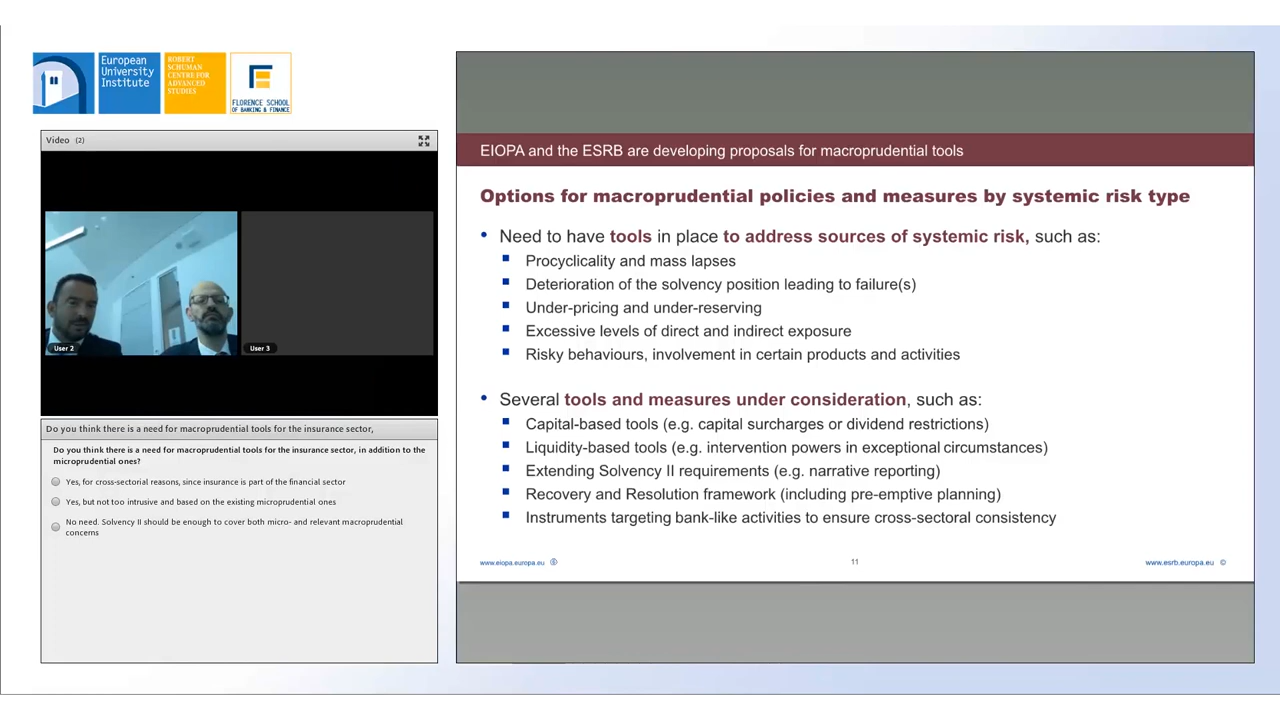 European
University
Institute
ROBERT
SCHUMAN
CENTRE FOR
ADVANCED
STUDIES
FLORENCE SCHOOL
OF BANKING & FINANCE
Video (2)
User 2
User 3
Do you think there is a need for macroprudential tools for the insurance sector,
Do you think there is a need for macroprudential tools for the insurance sector, in addition to the
microprudential ones?
Yes, for cross-sectorial reasons, since insurance is part of the financial sector
Yes, but not too intrusive and based on the existing microprudential ones
No need. Solvency II should be enough to cover both micro- and relevant macroprudential
concerns
EIOPA and the ESRB are developing proposals for macroprudential tools
Options for macroprudential policies and measures by systemic risk type
• Need to have tools in place to address sources of systemic risk, such as:
▪ Procyclicality and mass lapses
▪ Deterioration of the solvency position leading to failure(s)
▪ Under-pricing and under-reserving
▪ Excessive levels of direct and indirect exposure
▪ Risky behaviours, involvement in certain products and activities
• Several tools and measures under consideration, such as:
▪ Capital-based tools (e.g. capital surcharges or dividend restrictions)
▪ Liquidity-based tools (e.g. intervention powers in exceptional circumstances)
▪ Extending Solvency II requirements (e.g. narrative reporting)
▪ Recovery and Resolution framework (including pre-emptive planning)
▪ Instruments targeting bank-like activities to ensure cross-sectoral consistency
www.eiopa.europa.eu
11
www.esrb.europa.eu ©